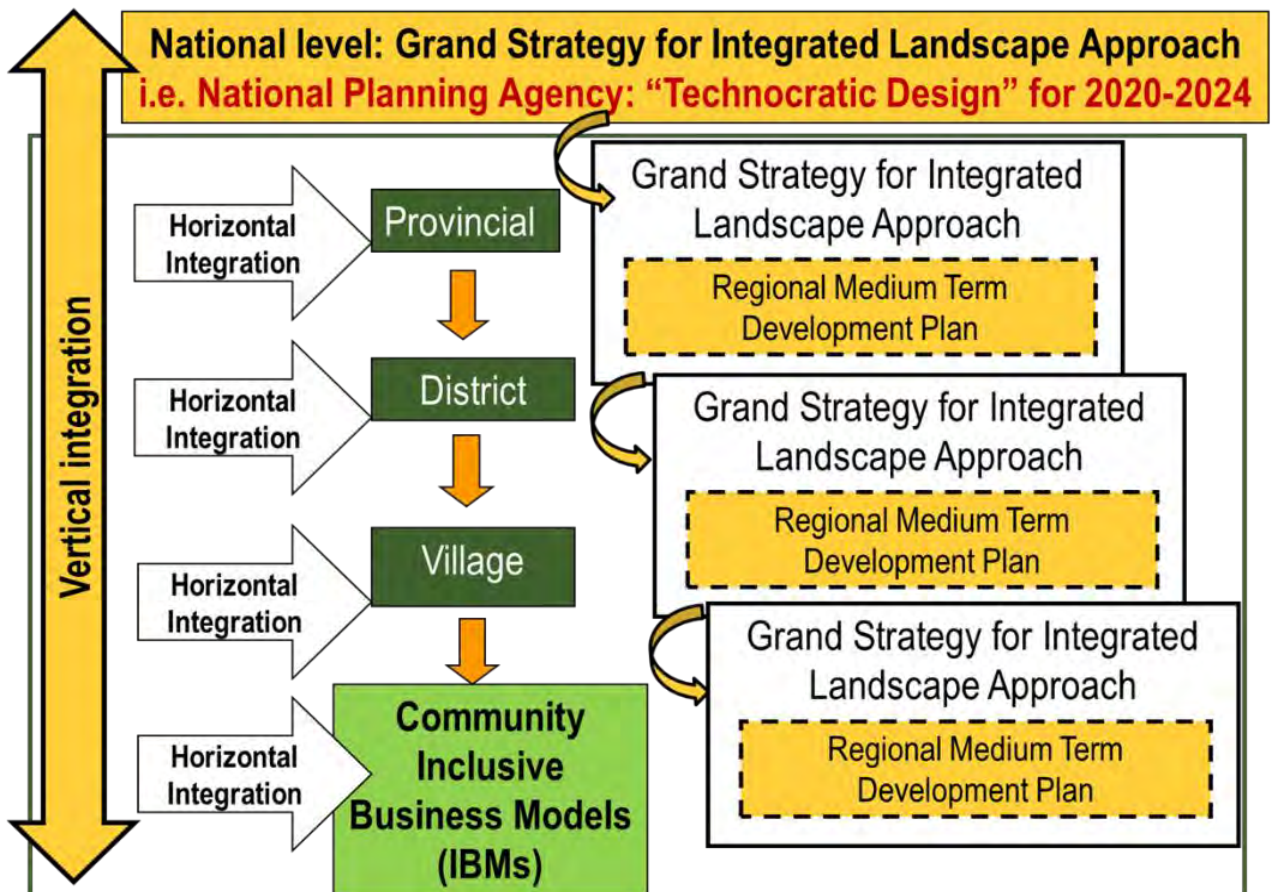 National level: Grand Strategy for Integrated Landscape Approach
i.e. National Planning Agency: “Technocratic Design” for 2020-2024
Vertical integration
Horizontal
Integration
Provincial
Grand Strategy for Integrated
Landscape Approach
Regional Medium Term
Development Plan
Horizontal
Integration
District
Grand Strategy for Integrated
Landscape Approach
Regional Medium Term
Development Plan
Horizontal
Integration
Village
Grand Strategy for Integrated
Landscape Approach
Regional Medium Term
Development Plan
Horizontal
Integration
Community
Inclusive
Business Models
(IBMs)